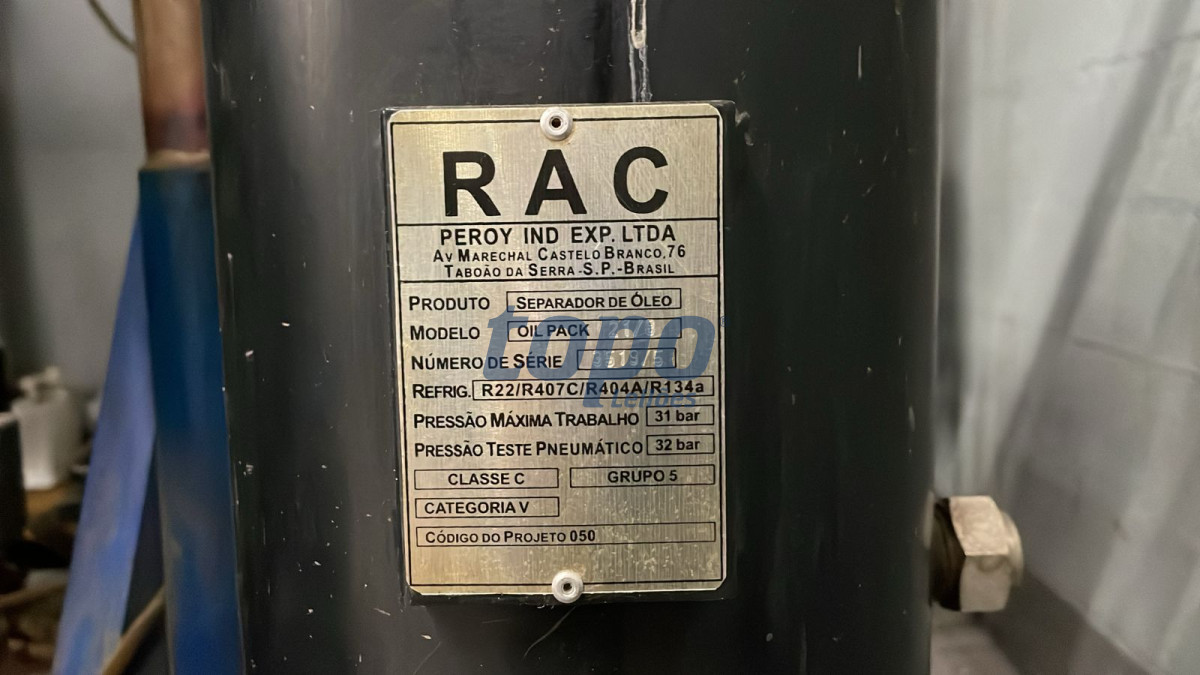 RAC
PEROY IND EXP. LTDA
AV MARECHAL CASTELO BRANCO,76
TABOÃO DA SERRA-S.P.-BRASIL
PRODUTO SEPARADOR DE ÓLEO
MODELO OIL PACK
NÚMERO DE SÉRIE
REFRIG. R22/R407C/R404A/R134a
PRESSÃO MÁXIMA TRABALHO 31 bar
PRESSÃO TESTE PNEUMÁTICO 32 bar
CLASSE C GRUPO 5
CATEGORIA V
CÓDIGO DO PROJETO 050
topo
LEILÕES